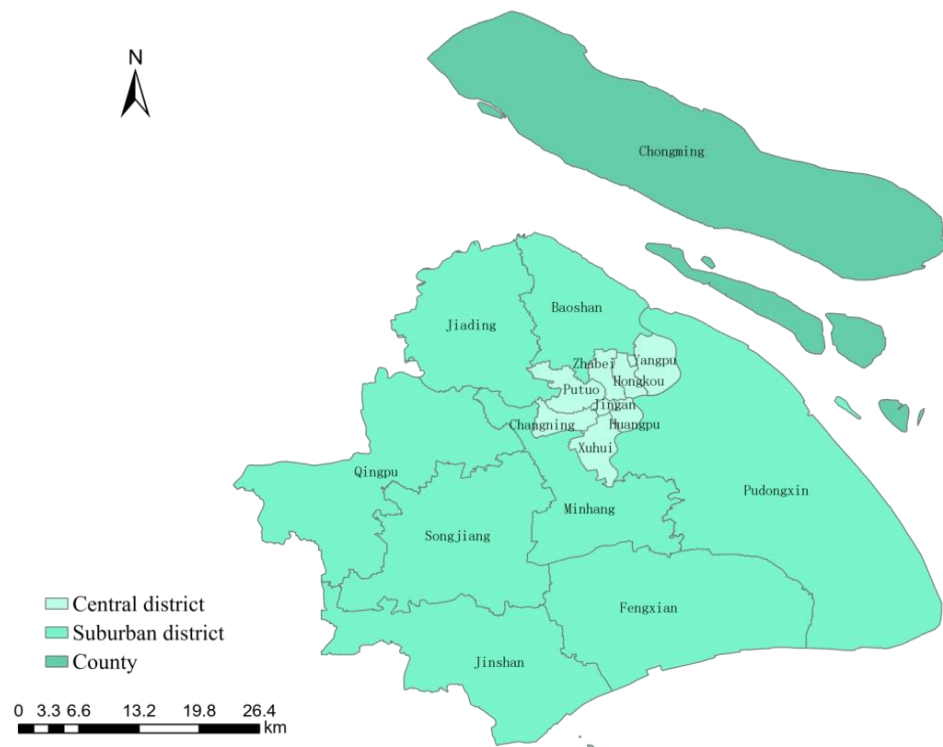 N
Chongming
Baoshan
Jiading
Zhabei
Yangpu
Hongkou
Putuo
Jingan
Changning
Huangpu
Xuhui
Qingpu
Pudongxin
Minhang
Songjiang
Fengxian
Jinshan
Central district
Suburban district
County
0 3.3 6.6 13.2 19.8 26.4
km